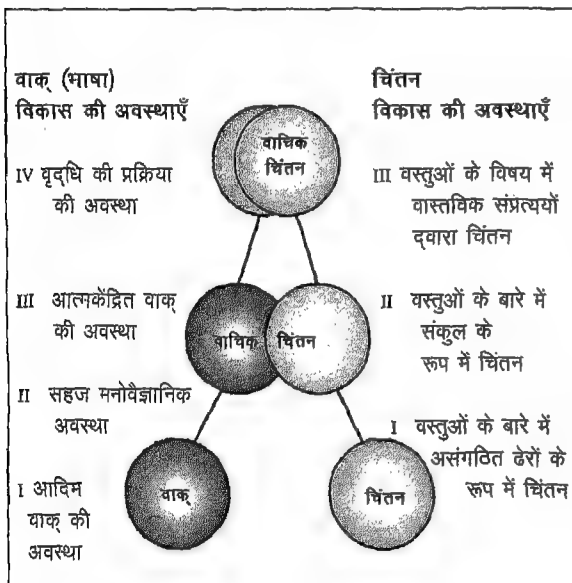 वाक् (भाषा)
विकास की अवस्थाएँ
IV वृद्धि की प्रक्रिया
की अवस्था
III आत्मकेंद्रित वाक्
की अवस्था
II सहज मनोवैज्ञानिक
अवस्था
I आदिम
वाक् की
अवस्था
वाचिक
चिंतन
वाचिक चिंतन
वाक्
चिंतन
चिंतन
विकास की अवस्थाएँ
III वस्तुओं के विषय में
वास्तविक संप्रत्ययों
द्वारा चिंतन
II वस्तुओं के बारे में
संकुल के
रूप में चिंतन
I वस्तुओं के बारे में
असंगठित ढेरों के
रूप में चिंतन